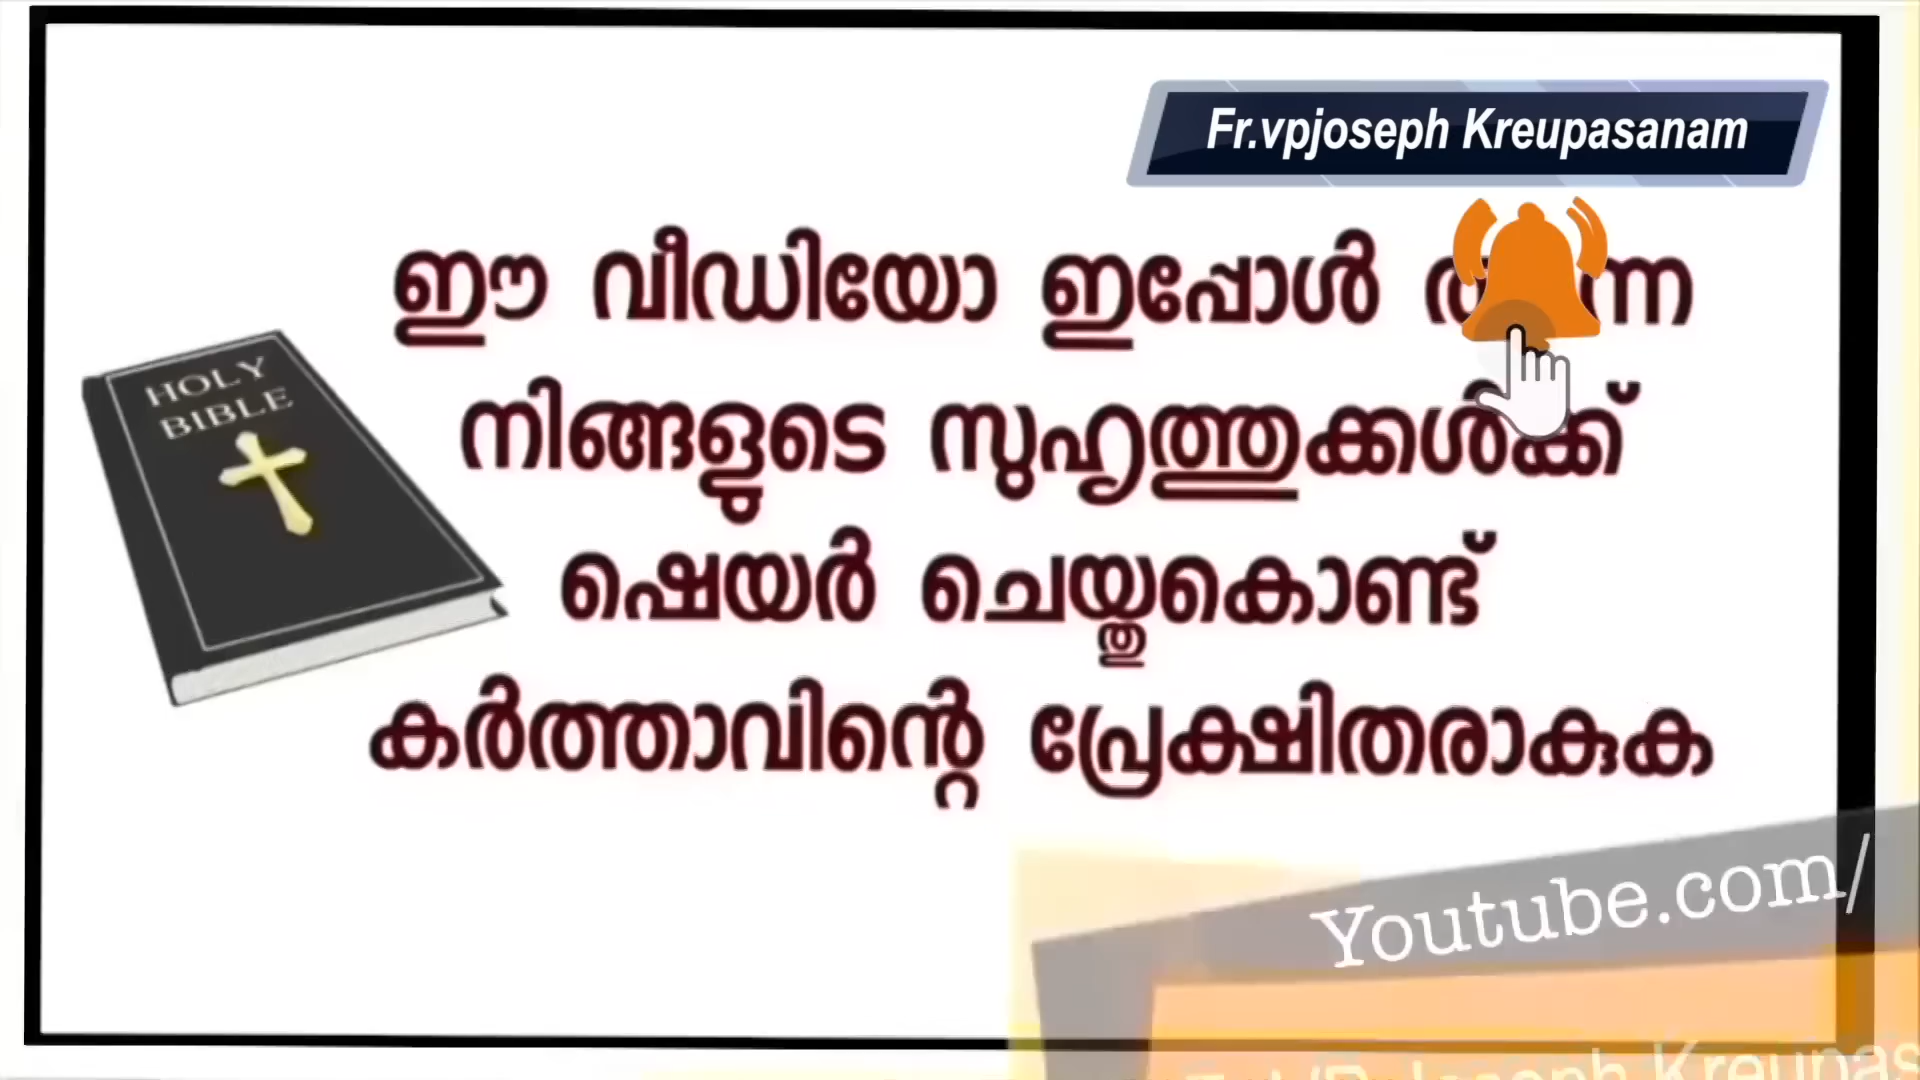 Fr.vpjoseph Kreupasanam
ഈ വീഡിയോ ഇപ്പോൾ
നിങ്ങളുടെ സുഹൃത്തുക്കൾക്ക്
ഷെയർ ചെയ്തുകൊണ്ട്
കർത്താവിന്റെ പ്രേക്ഷിതരാകുക
HOLY
BIBLE
Youtube.com/